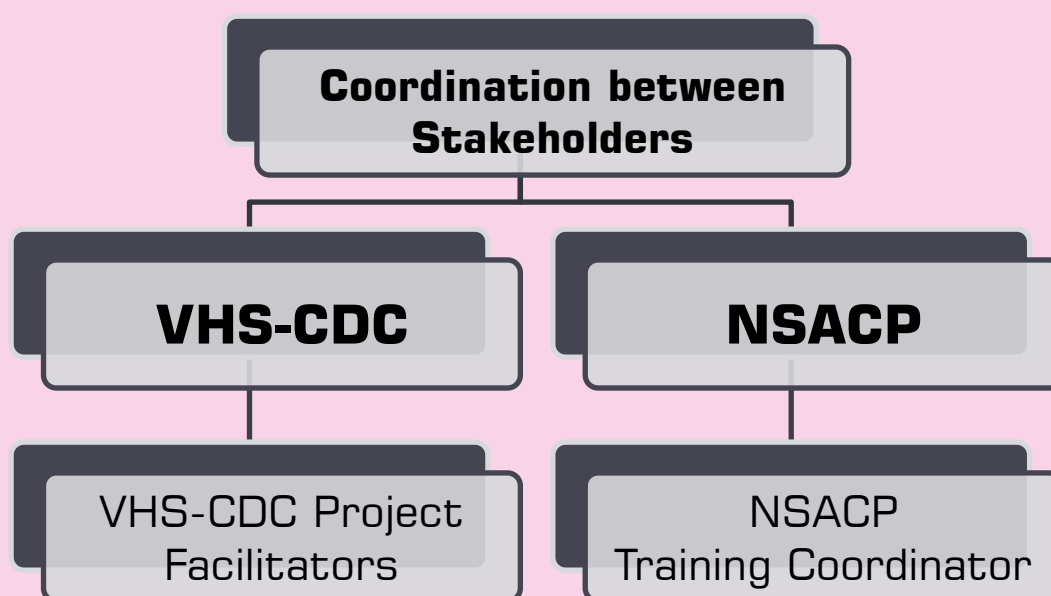 Coordination between
Stakeholders
VHS-CDC
NSACP
VHS-CDC Project
Facilitators
NSACP
Training Coordinator